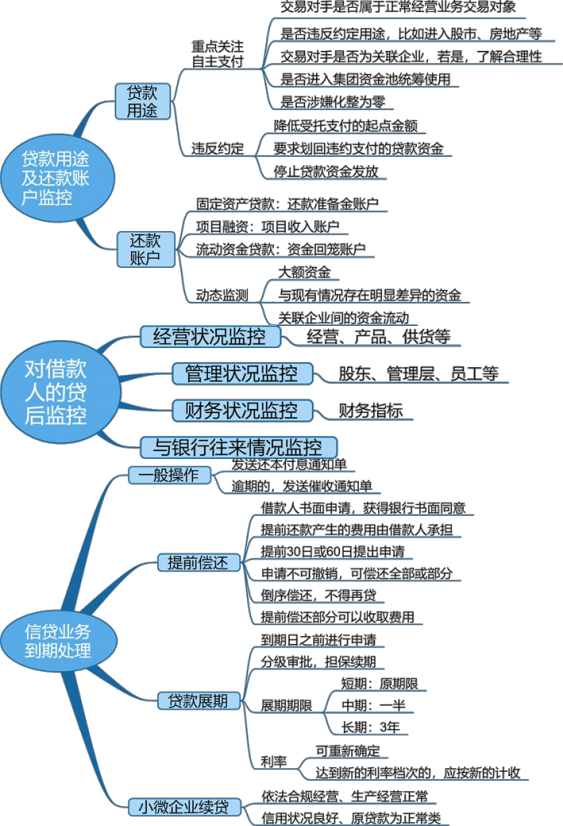 贷款用途
及还款账
户监控
贷款
用途
重点关注
自主支付
交易对手是否属于正常经营业务交易对象
是否违反约定用途，比如进入股市、房地产等
交易对手是否为关联企业，若是，了解合理性
是否进入集团资金池统筹使用
是否涉嫌化整为零
违反约定
降低受托支付的起点金额
要求划回违约支付的贷款资金
停止贷款资金发放
还款
账户
固定资产贷款：还款准备金账户
项目融资：项目收入账户
流动资金贷款：资金回笼账户
动态监测
大额资金
与现有情况存在明显差异的资金
关联企业间的资金流动
对借款
人的贷
后监控
经营状况监控
经营、产品、供货等
管理状况监控
股东、管理层、员工等
财务状况监控
财务指标
与银行往来情况监控
信贷业务
到期处理
一般操作
发送还本付息通知单
逾期的，发送催收通知单
提前偿还
借款人书面申请，获得银行书面同意
提前还款产生的费用由借款人承担
提前30日或60日提出申请
申请不可撤销，可偿还全部或部分
倒序偿还，不得再贷
提前偿还部分可以收取费用
贷款展期
到期日之前进行申请
分级审批，担保续期
展期期限
短期：原期限
中期：一半
长期：3年
利率
可重新确定
达到新的利率档次的，应按新的计收
小微企业续贷
依法合规经营、生产经营正常
信用状况良好、原贷款为正常类